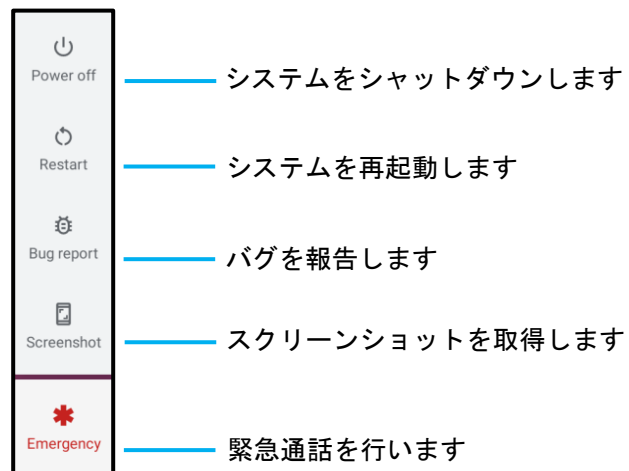 Power off
システムをシャットダウンします
Restart
システムを再起動します
Bug report
バグを報告します
Screenshot
スクリーンショットを取得します
Emergency
緊急通話を行います